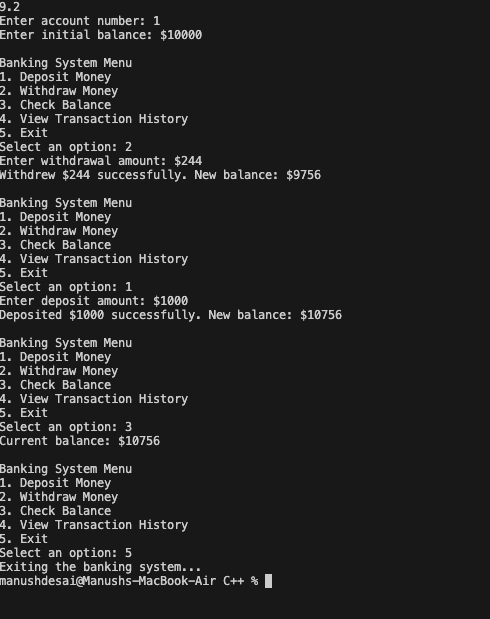 9.2
Enter account number: 1
Enter initial balance: $10000

Banking System Menu
1. Deposit Money
2. Withdraw Money
3. Check Balance
4. View Transaction History
5. Exit
Select an option: 2
Enter withdrawal amount: $244
Withdrew $244 successfully. New balance: $9756

Banking System Menu
1. Deposit Money
2. Withdraw Money
3. Check Balance
4. View Transaction History
5. Exit
Select an option: 1
Enter deposit amount: $1000
Deposited $1000 successfully. New balance: $10756

Banking System Menu
1. Deposit Money
2. Withdraw Money
3. Check Balance
4. View Transaction History
5. Exit
Select an option: 3
Current balance: $10756

Banking System Menu
1. Deposit Money
2. Withdraw Money
3. Check Balance
4. View Transaction History
5. Exit
Select an option: 5
Exiting the banking system...
manushdesai@Manushs-MacBook-Air C++ %